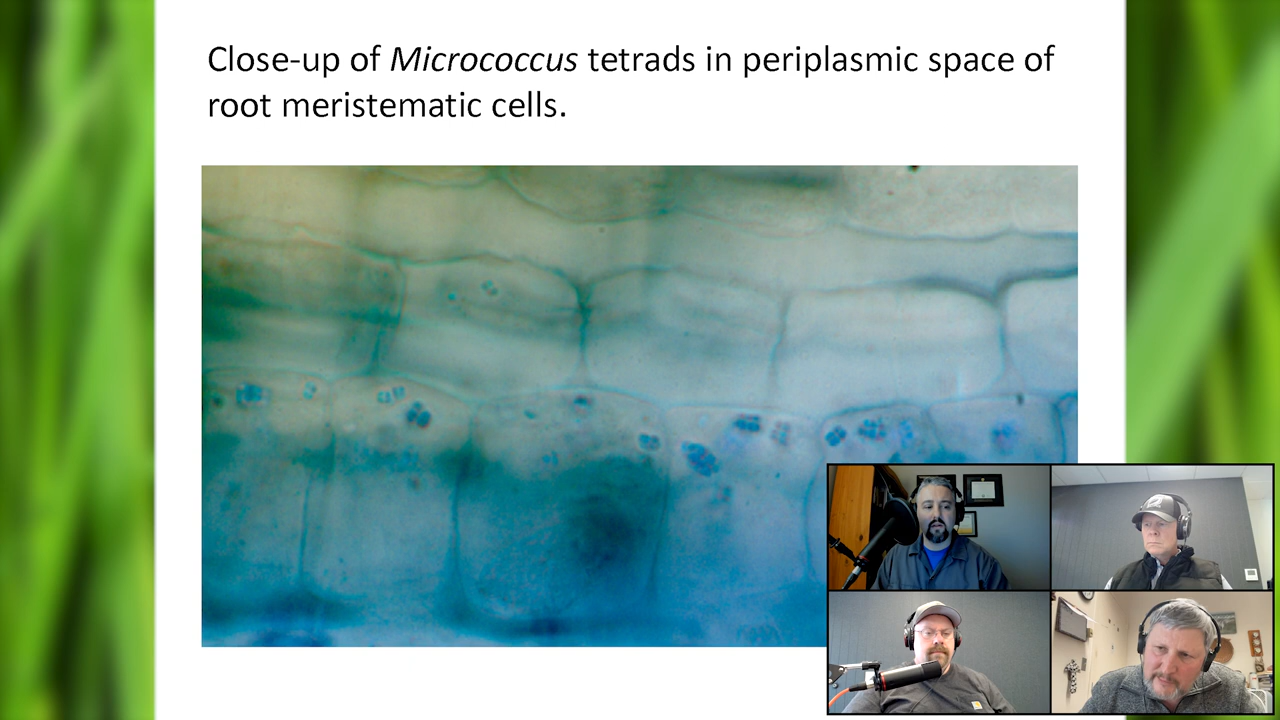 Close-up of Micrococcus tetrads in periplasmic space of
root meristematic cells.